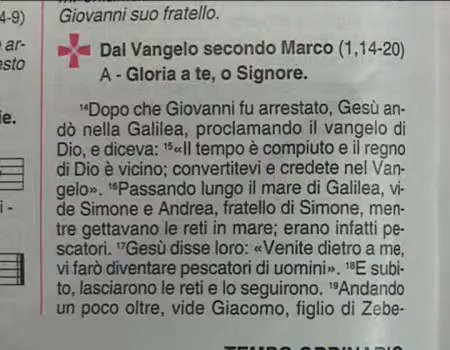 Giovanni suo fratello.
4-9)
Dal Vangelo secondo Marco (1,14-20)
A - Gloria a te, o Signore.
esto
¹⁴Dopo che Giovanni fu arrestato, Gesù an-
dò nella Galilea, proclamando il vangelo di
Dio, e diceva: ¹⁵«Il tempo è compiuto e il regno
di Dio è vicino; convertitevi e credete nel Van-
gelo». ¹⁶Passando lungo il mare di Galilea, vi-
de Simone e Andrea, fratello di Simone, men-
tre gettavano le reti in mare; erano infatti pe-
scatori. ¹⁷Gesù disse loro: «Venite dietro a me,
vi farò diventare pescatori di uomini». ¹⁸E subi-
to, lasciarono le reti e lo seguirono. ¹⁹Andando
un poco oltre, vide Giacomo, figlio di Zebe-